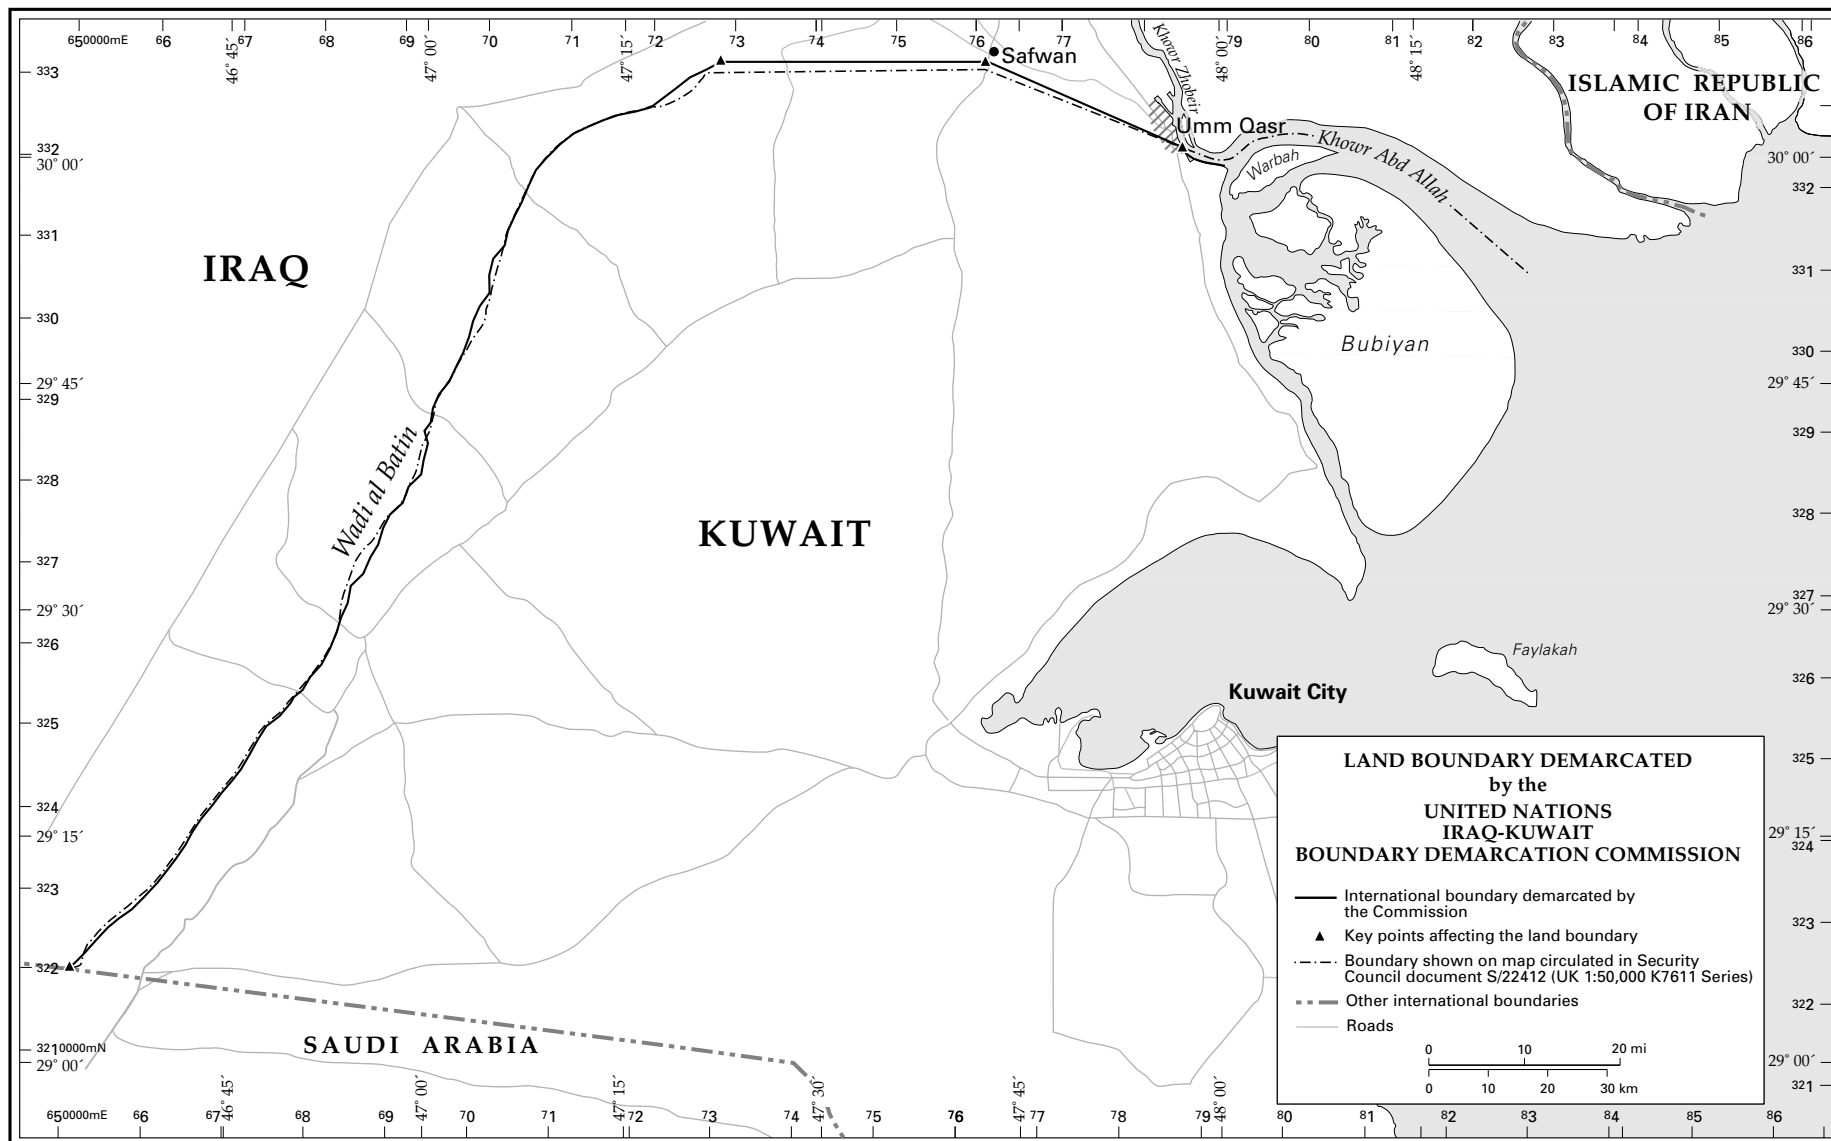 650000mE 66 67 68 69 70 71 72 73 74 75 76 77 78 79 80 81 82 83 84 85 86
46° 45´
47° 00´
47° 15´
48° 00´
48° 15´
Safwan
Khowr Zhobeir
ISLAMIC REPUBLIC
OF IRAN
333
Umm Qasr
332
30° 00´
Warbah
Khowr Abd Allah
30° 00´
332
331
IRAQ
331
330
Bubiyan
330
29° 45´
329
29° 45´
329
Wadi al Batin
328
KUWAIT
328
327
327
29° 30´
29° 30´
326
Faylakah
326
Kuwait City
325
325
324
29° 15´
29° 15´
324
323
323
322
322
SAUDI ARABIA
3210000mN
29° 00´
29° 00´
321
LAND BOUNDARY DEMARCATED
by the
UNITED NATIONS
IRAQ-KUWAIT
BOUNDARY DEMARCATION COMMISSION
International boundary demarcated by
the Commission
Key points affecting the land boundary
Boundary shown on map circulated in Security
Council document S/22412 (UK 1:50,000 K7611 Series)
Other international boundaries
Roads
0 10 20 mi
0 10 20 30 km
46° 45´
47° 00´
47° 15´
47° 30´
47° 45´
48° 00´
650000mE 66 67 68 69 70 71 72 73 74 75 76 77 78 79 80 81 82 83 84 85 86